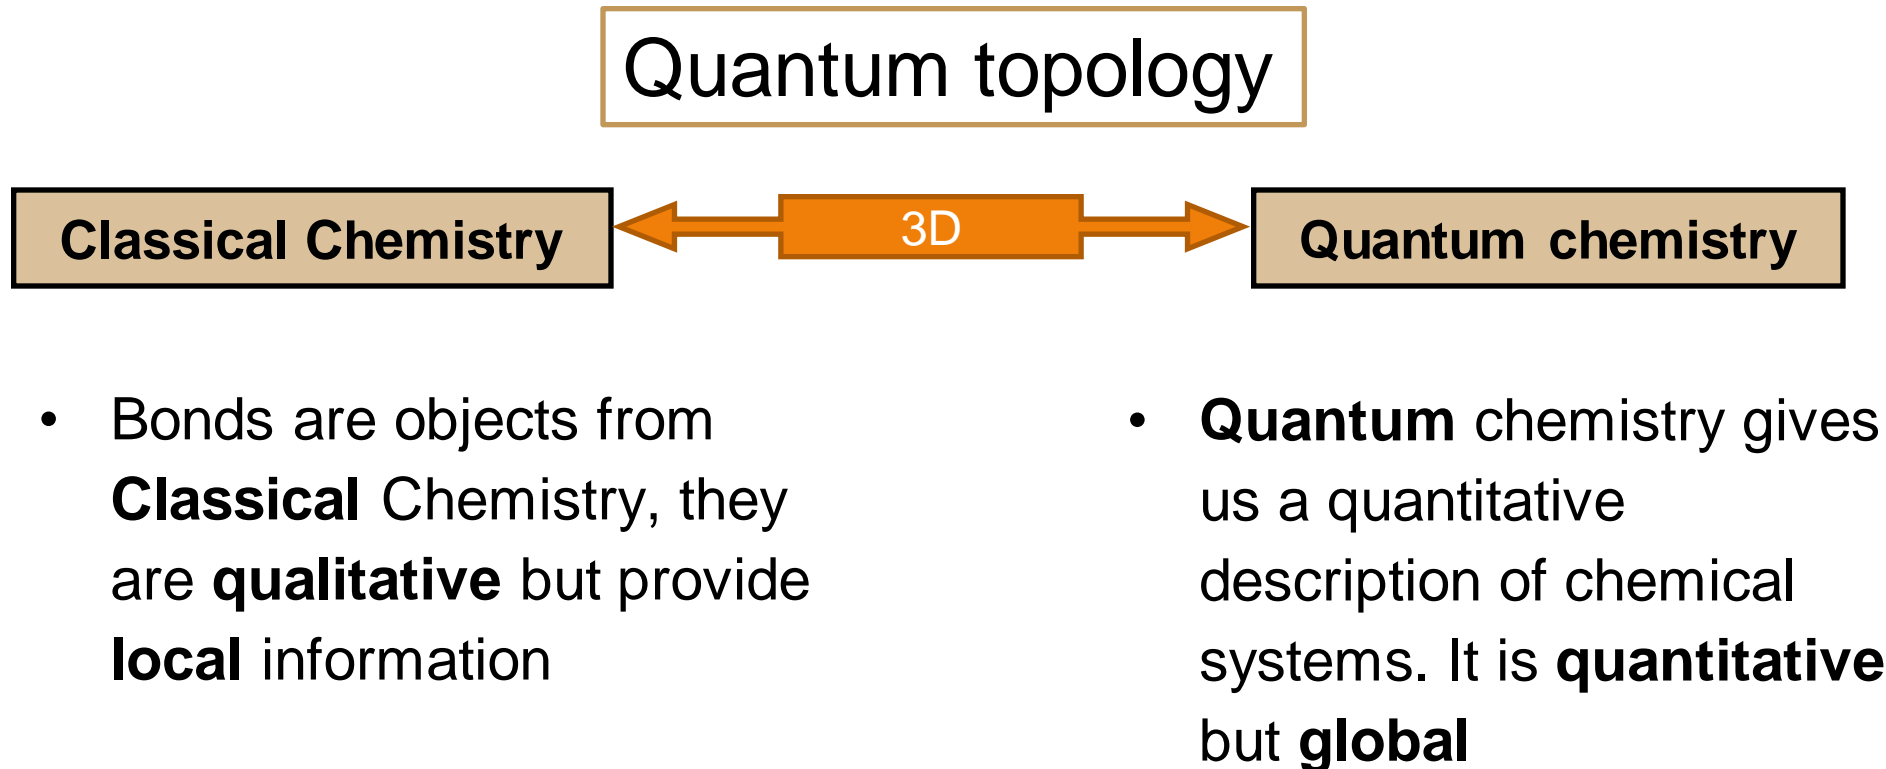 Quantum topology
Classical Chemistry
3D
Quantum chemistry
• Bonds are objects from
Classical Chemistry, they
are qualitative but provide
local information
• Quantum chemistry gives
us a quantitative
description of chemical
systems. It is quantitative
but global